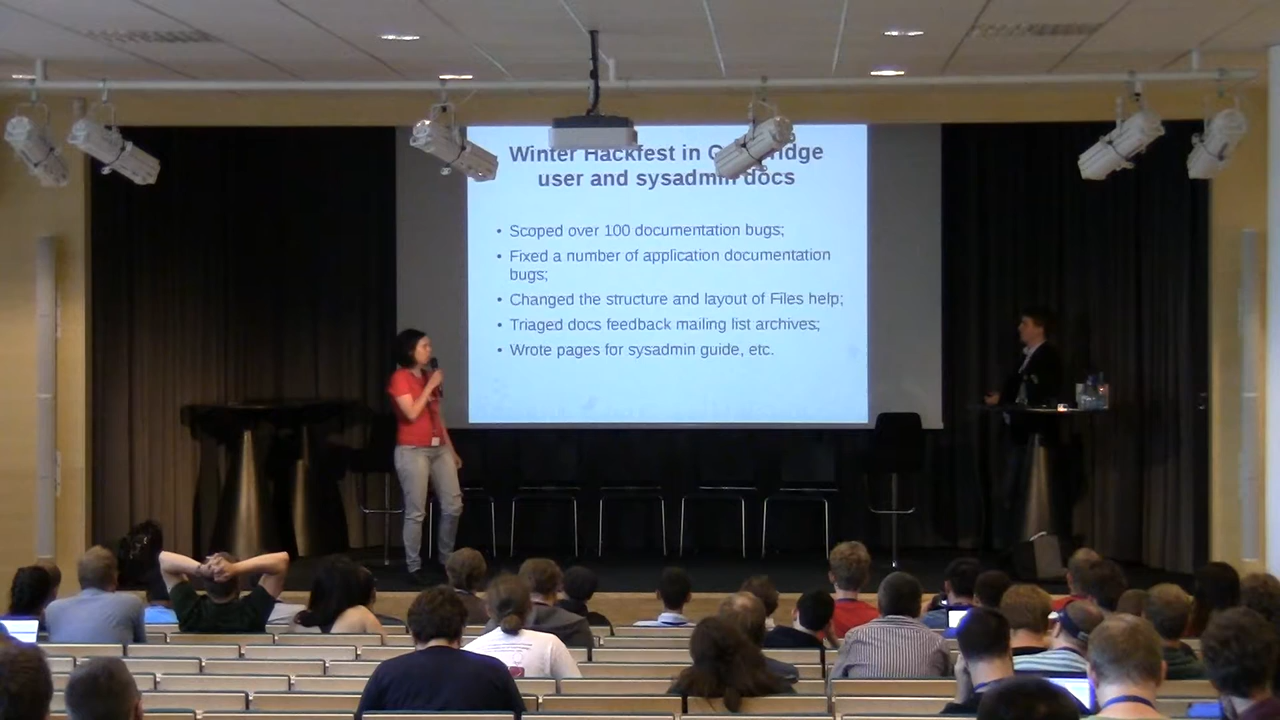 Winter Hackfest in
user and sysadmin docs
• Scoped over 100 documentation bugs;
• Fixed a number of application documentation
bugs;
• Changed the structure and layout of Files help;
• Triaged docs feedback mailing list archives;
• Wrote pages for sysadmin guide, etc.